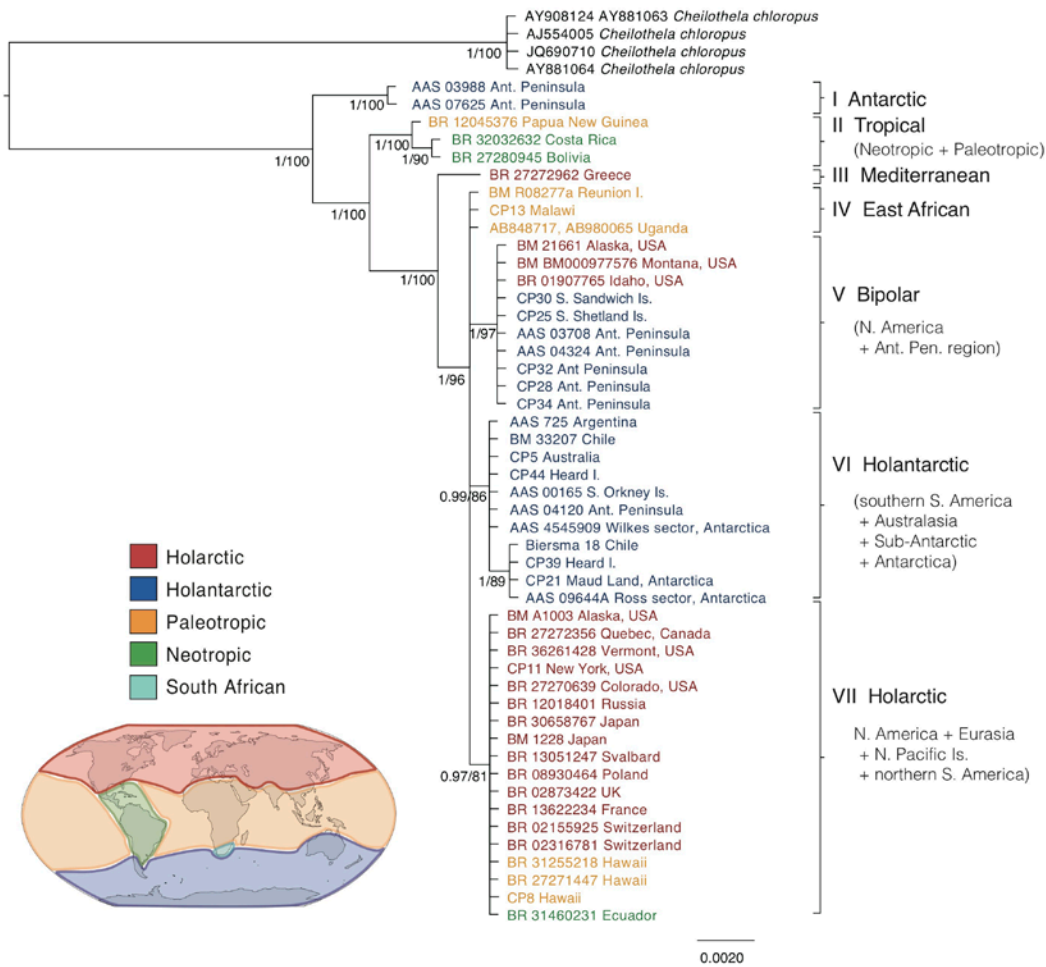 AY908124 AY881063 Cheilothela chloropus
AJ554005 Cheilothela chloropus
JQ690710 Cheilothela chloropus
AY881064 Cheilothela chloropus
1/100
AAS 03988 Ant. Peninsula
AAS 07625 Ant. Peninsula
1/100
I Antarctic
BR 12045376 Papua New Guinea
BR 32032632 Costa Rica
BR 27280945 Bolivia
1/100
1/90
1/100
II Tropical
(Neotropic + Paleotropic)
BR 27272962 Greece
III Mediterranean
1/100
BM R08277a Reunion I.
CP13 Malawi
AB848717, AB980065 Uganda
IV East African
1/100
BM 21661 Alaska, USA
BM BM000977576 Montana, USA
BR 01907765 Idaho, USA
CP30 S. Sandwich Is.
CP25 S. Shetland Is.
AAS 03708 Ant. Peninsula
AAS 04324 Ant. Peninsula
CP32 Ant Peninsula
CP28 Ant. Peninsula
CP34 Ant. Peninsula
1/97
1/96
V Bipolar
(N. America
+ Ant. Pen. region)
AAS 725 Argentina
BM 33207 Chile
CP5 Australia
CP44 Heard I.
AAS 00165 S. Orkney Is.
AAS 04120 Ant. Peninsula
AAS 4545909 Wilkes sector, Antarctica
Biersma 18 Chile
CP39 Heard I.
CP21 Maud Land, Antarctica
AAS 09644A Ross sector, Antarctica
0.99/86
1/89
VI Holantarctic
(southern S. America
+ Australasia
+ Sub-Antarctic
+ Antarctica)
BM A1003 Alaska, USA
BR 27272356 Quebec, Canada
BR 36261428 Vermont, USA
CP11 New York, USA
BR 27270639 Colorado, USA
BR 12018401 Russia
BR 30658767 Japan
BM 1228 Japan
BR 13051247 Svalbard
BR 08930464 Poland
BR 02873422 UK
BR 13622234 France
BR 02155925 Switzerland
BR 02316781 Switzerland
BR 31255218 Hawaii
BR 27271447 Hawaii
CP8 Hawaii
BR 31460231 Ecuador
0.97/81
VII Holarctic
N. America + Eurasia
+ N. Pacific Is.
+ northern S. America)
Holarctic
Holantarctic
Paleotropic
Neotropic
South African
0.0020